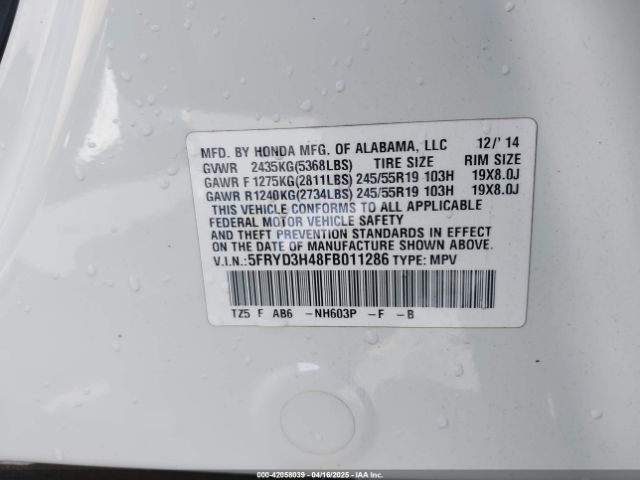 MFD. BY HONDA MFG. OF ALABAMA, LLC 12/'14
GVWR 2435KG(5368LBS) TIRE SIZE RIM SIZE
GAWR F 1275KG(2811LBS) 245/55R19 103H 19X8.0J
GAWR R 1240KG(2734LBS) 245/55R19 103H 19X8.0J
THIS VEHICLE CONFORMS TO ALL APPLICABLE
FEDERAL MOTOR VEHICLE SAFETY
AND THEFT PREVENTION STANDARDS IN EFFECT
ON THE DATE OF MANUFACTURE SHOWN ABOVE.
V.I.N.: 5FRYD3H48FB011286 TYPE: MPV
TZ5 F AB6 -NH603P -F -B
000-42058039 - 04/16/2025 - IAA INC.